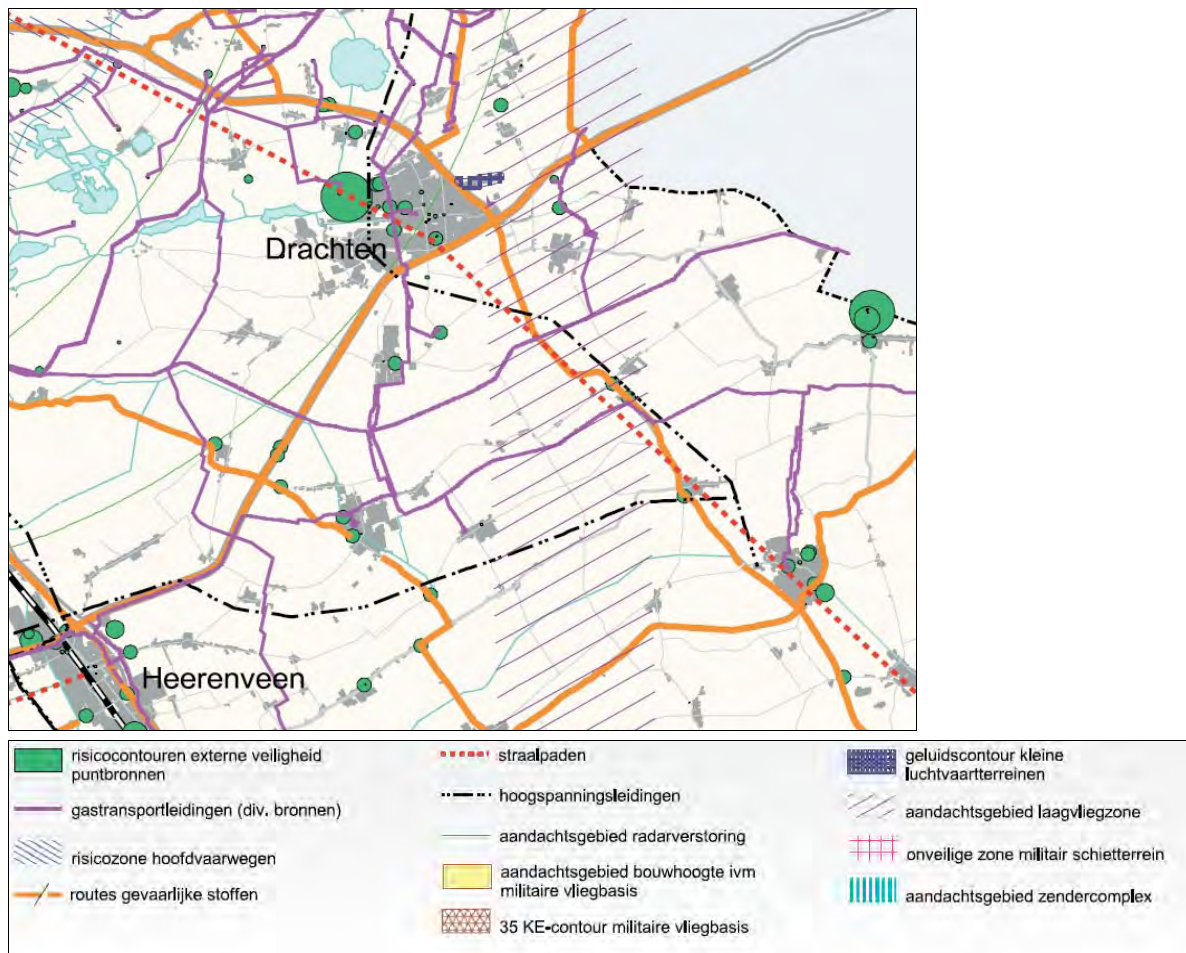 Drachten
Heerenveen
risicocontouren externe veiligheid
puntbronnen
gastransportleidingen (div. bronnen)
risicozone hoofdvaarwegen
routes gevaarlijke stoffen
straalpaden
hoogspanningsleidingen
aandachtsgebied radarverstoring
aandachtsgebied bouwhoogte ivm
militaire vliegbasis
35 KE-contour militaire vliegbasis
geluidscontour kleine
luchtvaartterreinen
aandachtsgebied laagvliegzone
onveilige zone militair schietterrein
aandachtsgebied zendercomplex